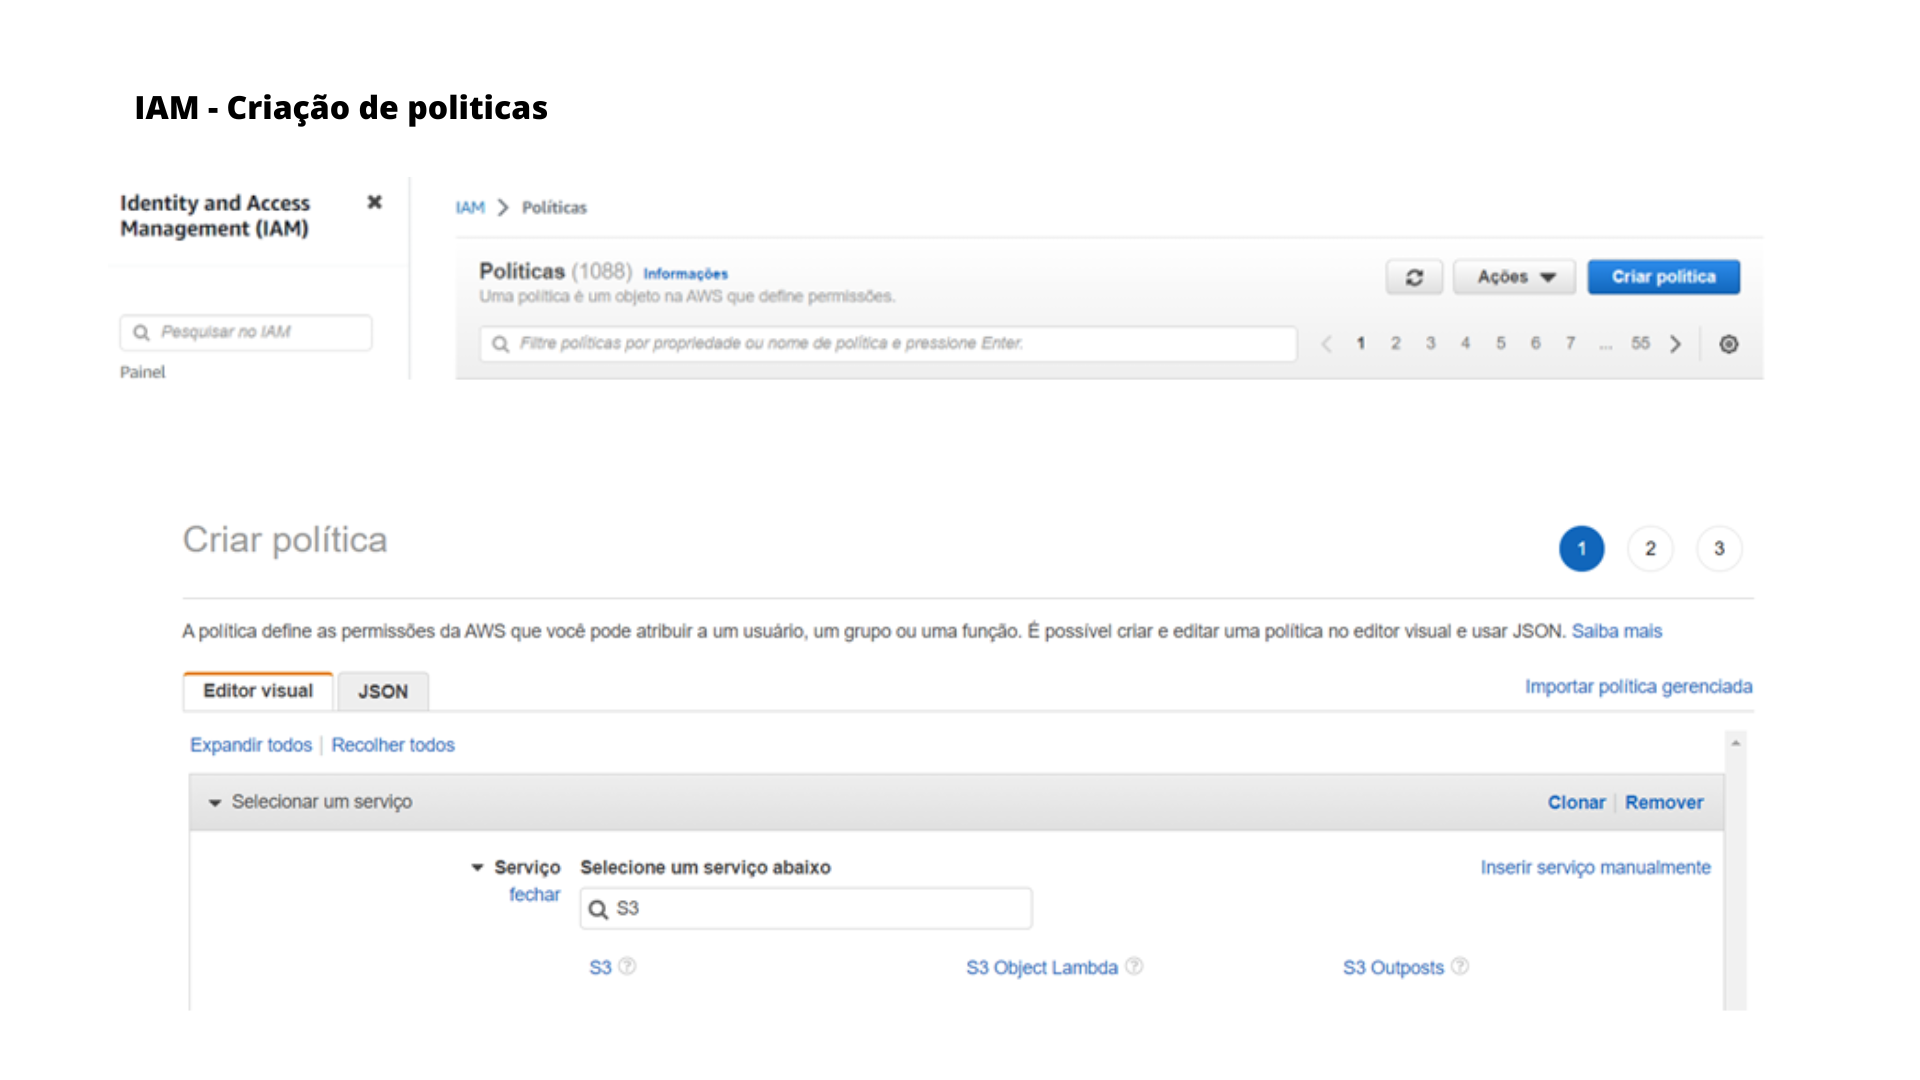 IAM - Criação de politicas
Identity and Access
Management (IAM)
Pesquisar no IAM
Painel
IAM > Políticas
Políticas (1088) Informações
Uma política é um objeto na AWS que define permissões.
Ações
Criar política
Filtre políticas por propriedade ou nome de política e pressione Enter.
< 1 2 3 4 5 6 7 ... 55 >
Criar política
1 2 3
A política define as permissões da AWS que você pode atribuir a um usuário, um grupo ou uma função. É possível criar e editar uma política no editor visual e usar JSON. Saiba mais
Editor visual JSON
Importar política gerenciada
Expandir todos | Recolher todos
Selecionar um serviço
Clonar | Remover
Serviço Selecione um serviço abaixo
Inserir serviço manualmente
fechar
S3
S3 S3 Object Lambda S3 Outposts